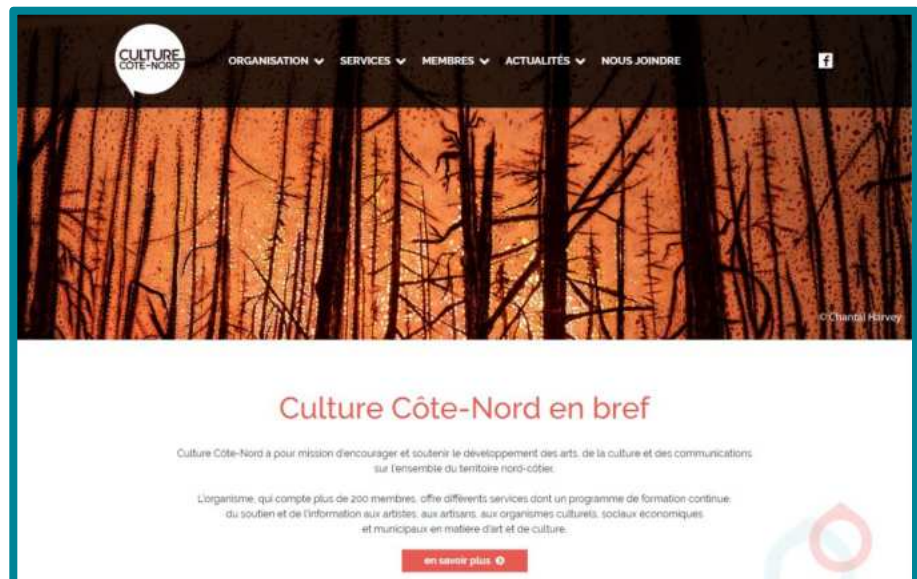 CULTURE
CÔTE-NORD
ORGANISATION SERVICES MEMBRES ACTUALITÉS NOUS JOINDRE
© Chantal Harvey
Culture Côte-Nord en bref
Culture Côte-Nord a pour mission d'encourager et soutenir le développement des arts, de la culture et des communications
sur l'ensemble du territoire nord-côtier.
L'organisme, qui compte plus de 200 membres, offre différents services dont un programme de formation continue,
du soutien et de l'information aux artistes, aux artisans, aux organismes culturels, sociaux économiques
et municipaux en matière d'art et de culture.
en savoir plus